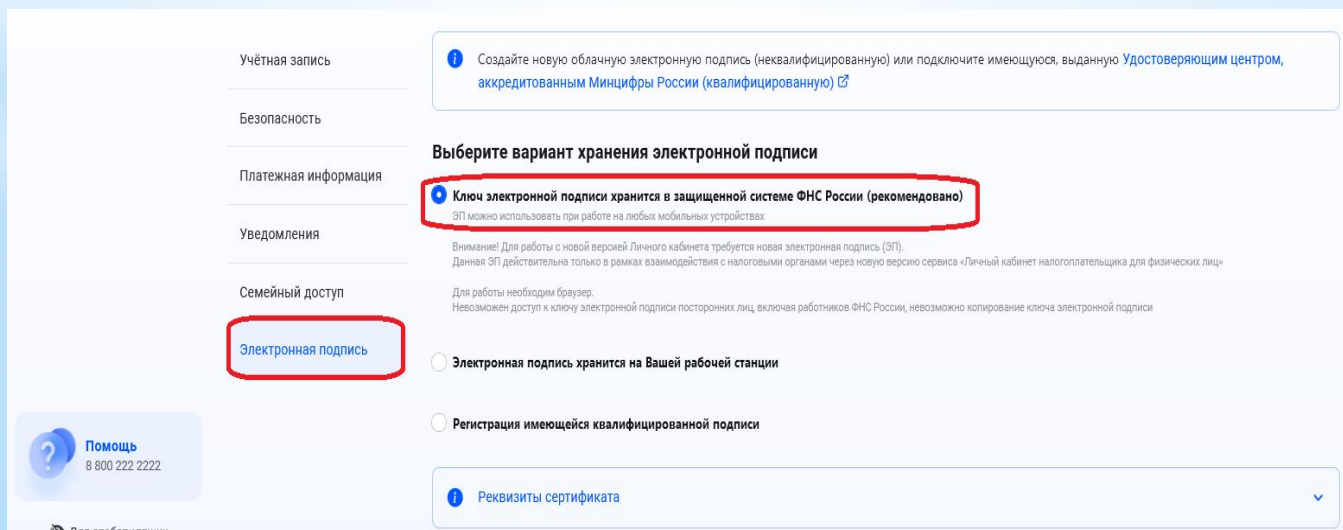 Учётная запись
Безопасность
Платежная информация
Уведомления
Семейный доступ
Электронная подпись
Помощь
8 800 222 2222
Создайте новую облачную электронную подпись (неквалифицированную) или подключите имеющуюся, выданную Удостоверяющим центром,
аккредитованным Минцифры России (квалифицированную)
Выберите вариант хранения электронной подписи
Ключ электронной подписи хранится в защищенной системе ФНС России (рекомендовано)
ЭП можно использовать при работе на любых мобильных устройствах
Внимание! Для работы с новой версией Личного кабинета требуется новая электронная подпись (ЭП).
Данная ЭП действительна только в рамках взаимодействия с налоговыми органами через новую версию сервиса «Личный кабинет налогоплательщика для физических лиц»
Для работы необходим браузер.
Невозможен доступ к ключу электронной подписи посторонних лиц, включая работников ФНС России, невозможно копирование ключа электронной подписи
Электронная подпись хранится на Вашей рабочей станции
Регистрация имеющейся квалифицированной подписи
Реквизиты сертификата